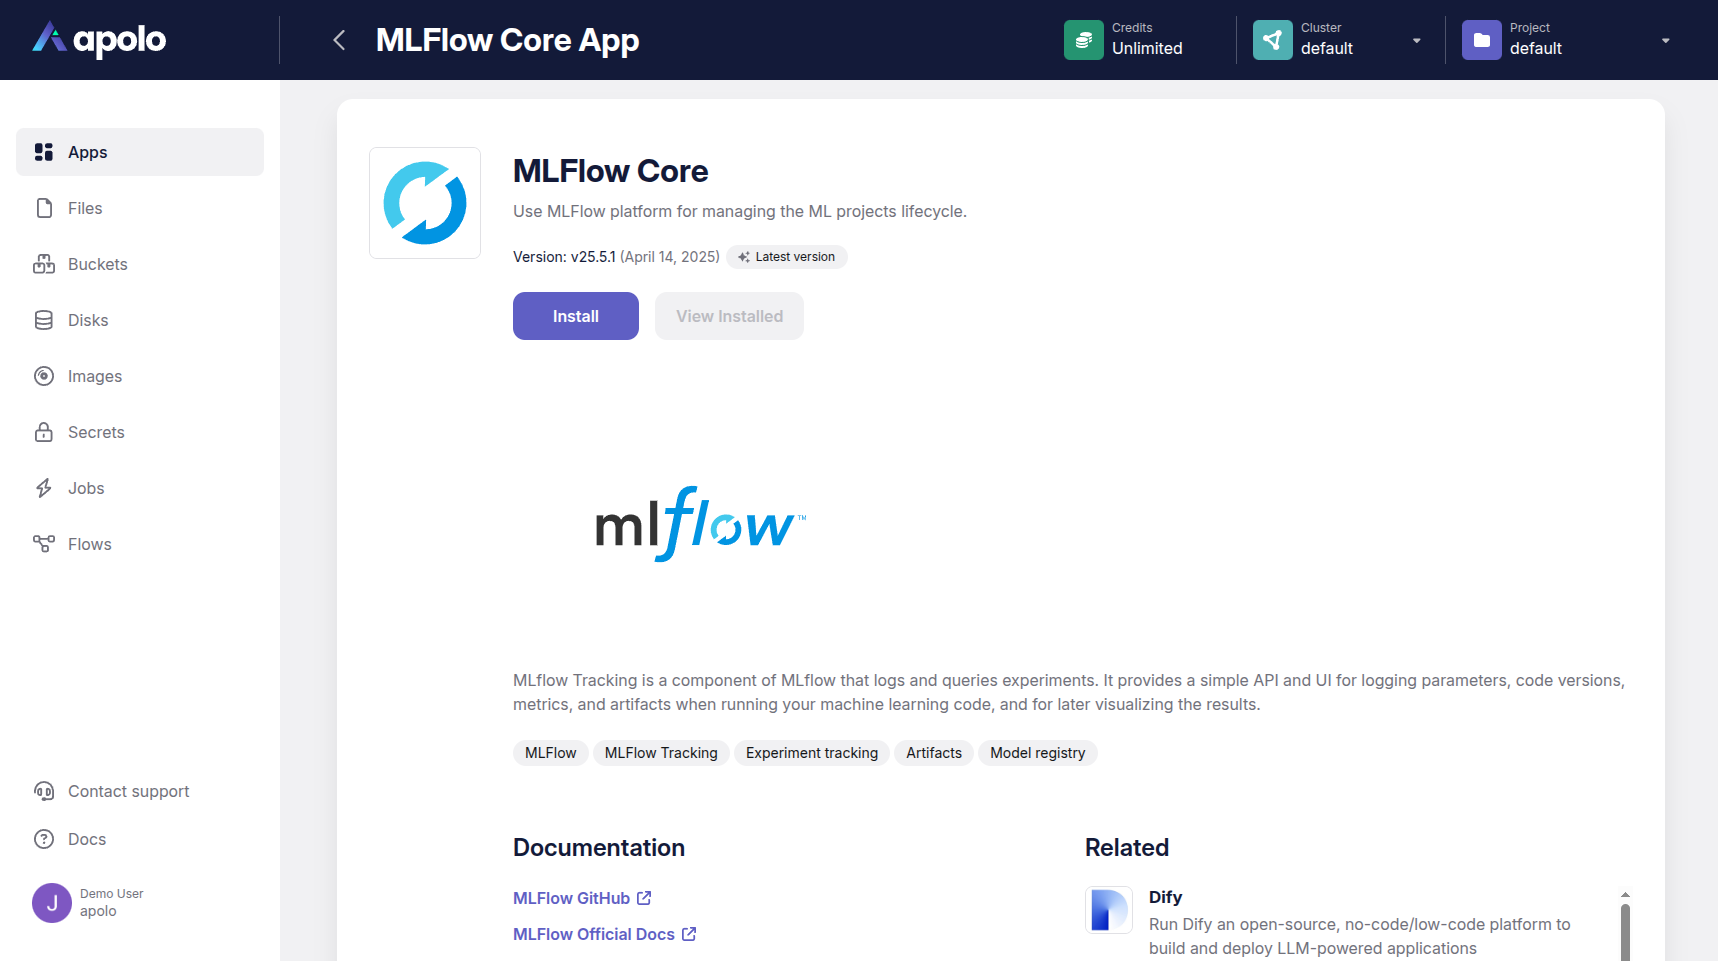 apolo
MLFlow Core App
Credits
Unlimited
Cluster
default
Project
default
Apps
Files
Buckets
Disks
Images
Secrets
Jobs
Flows
Contact support
Docs
J
Demo User
apolo
MLFlow Core
Use MLFlow platform for managing the ML projects lifecycle.
Version: v25.5.1 (April 14, 2025) Latest version
Install
View Installed
mlflow™
MLflow Tracking is a component of MLflow that logs and queries experiments. It provides a simple API and UI for logging parameters, code versions,
metrics, and artifacts when running your machine learning code, and for later visualizing the results.
MLFlow MLFlow Tracking Experiment tracking Artifacts Model registry
Documentation
MLFlow GitHub
MLFlow Official Docs
Related
Dify
Run Dify an open-source, no-code/low-code platform to
build and deploy LLM-powered applications